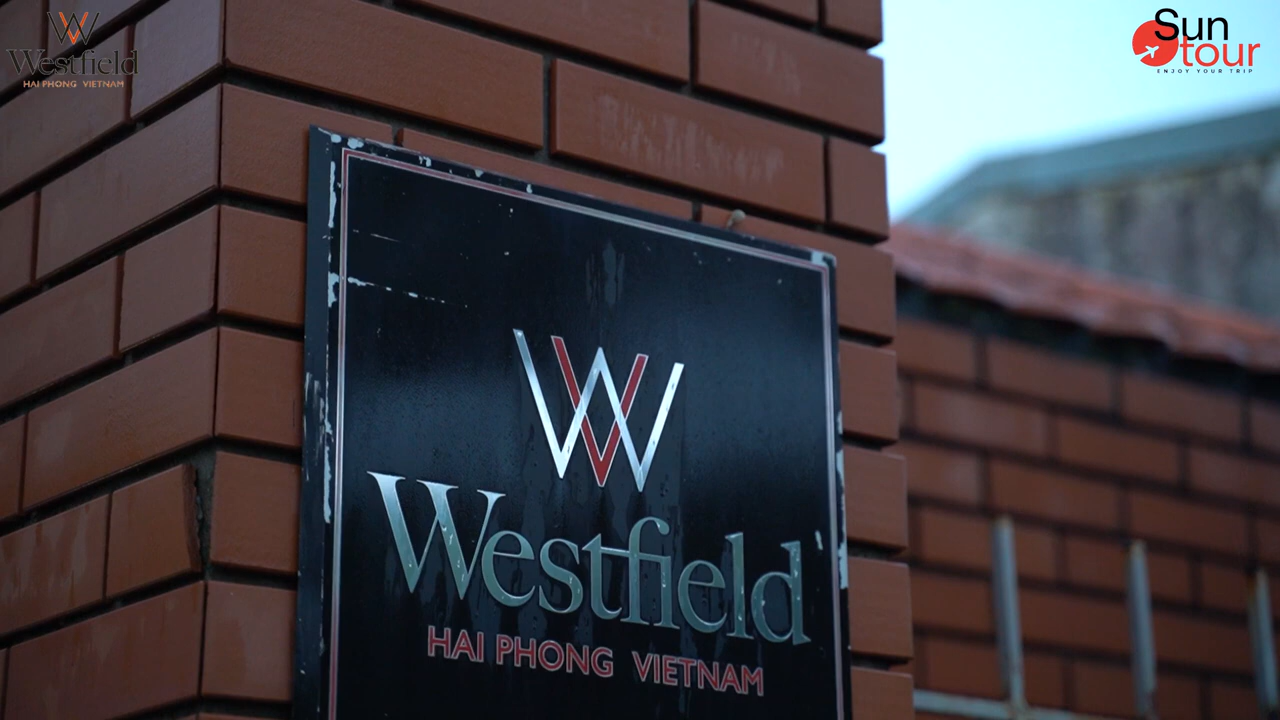 Westfield
HAI PHONG VIETNAM
Sun
tour
ENJOY YOUR TRIP
Westfield
HAI PHONG VIETNAM